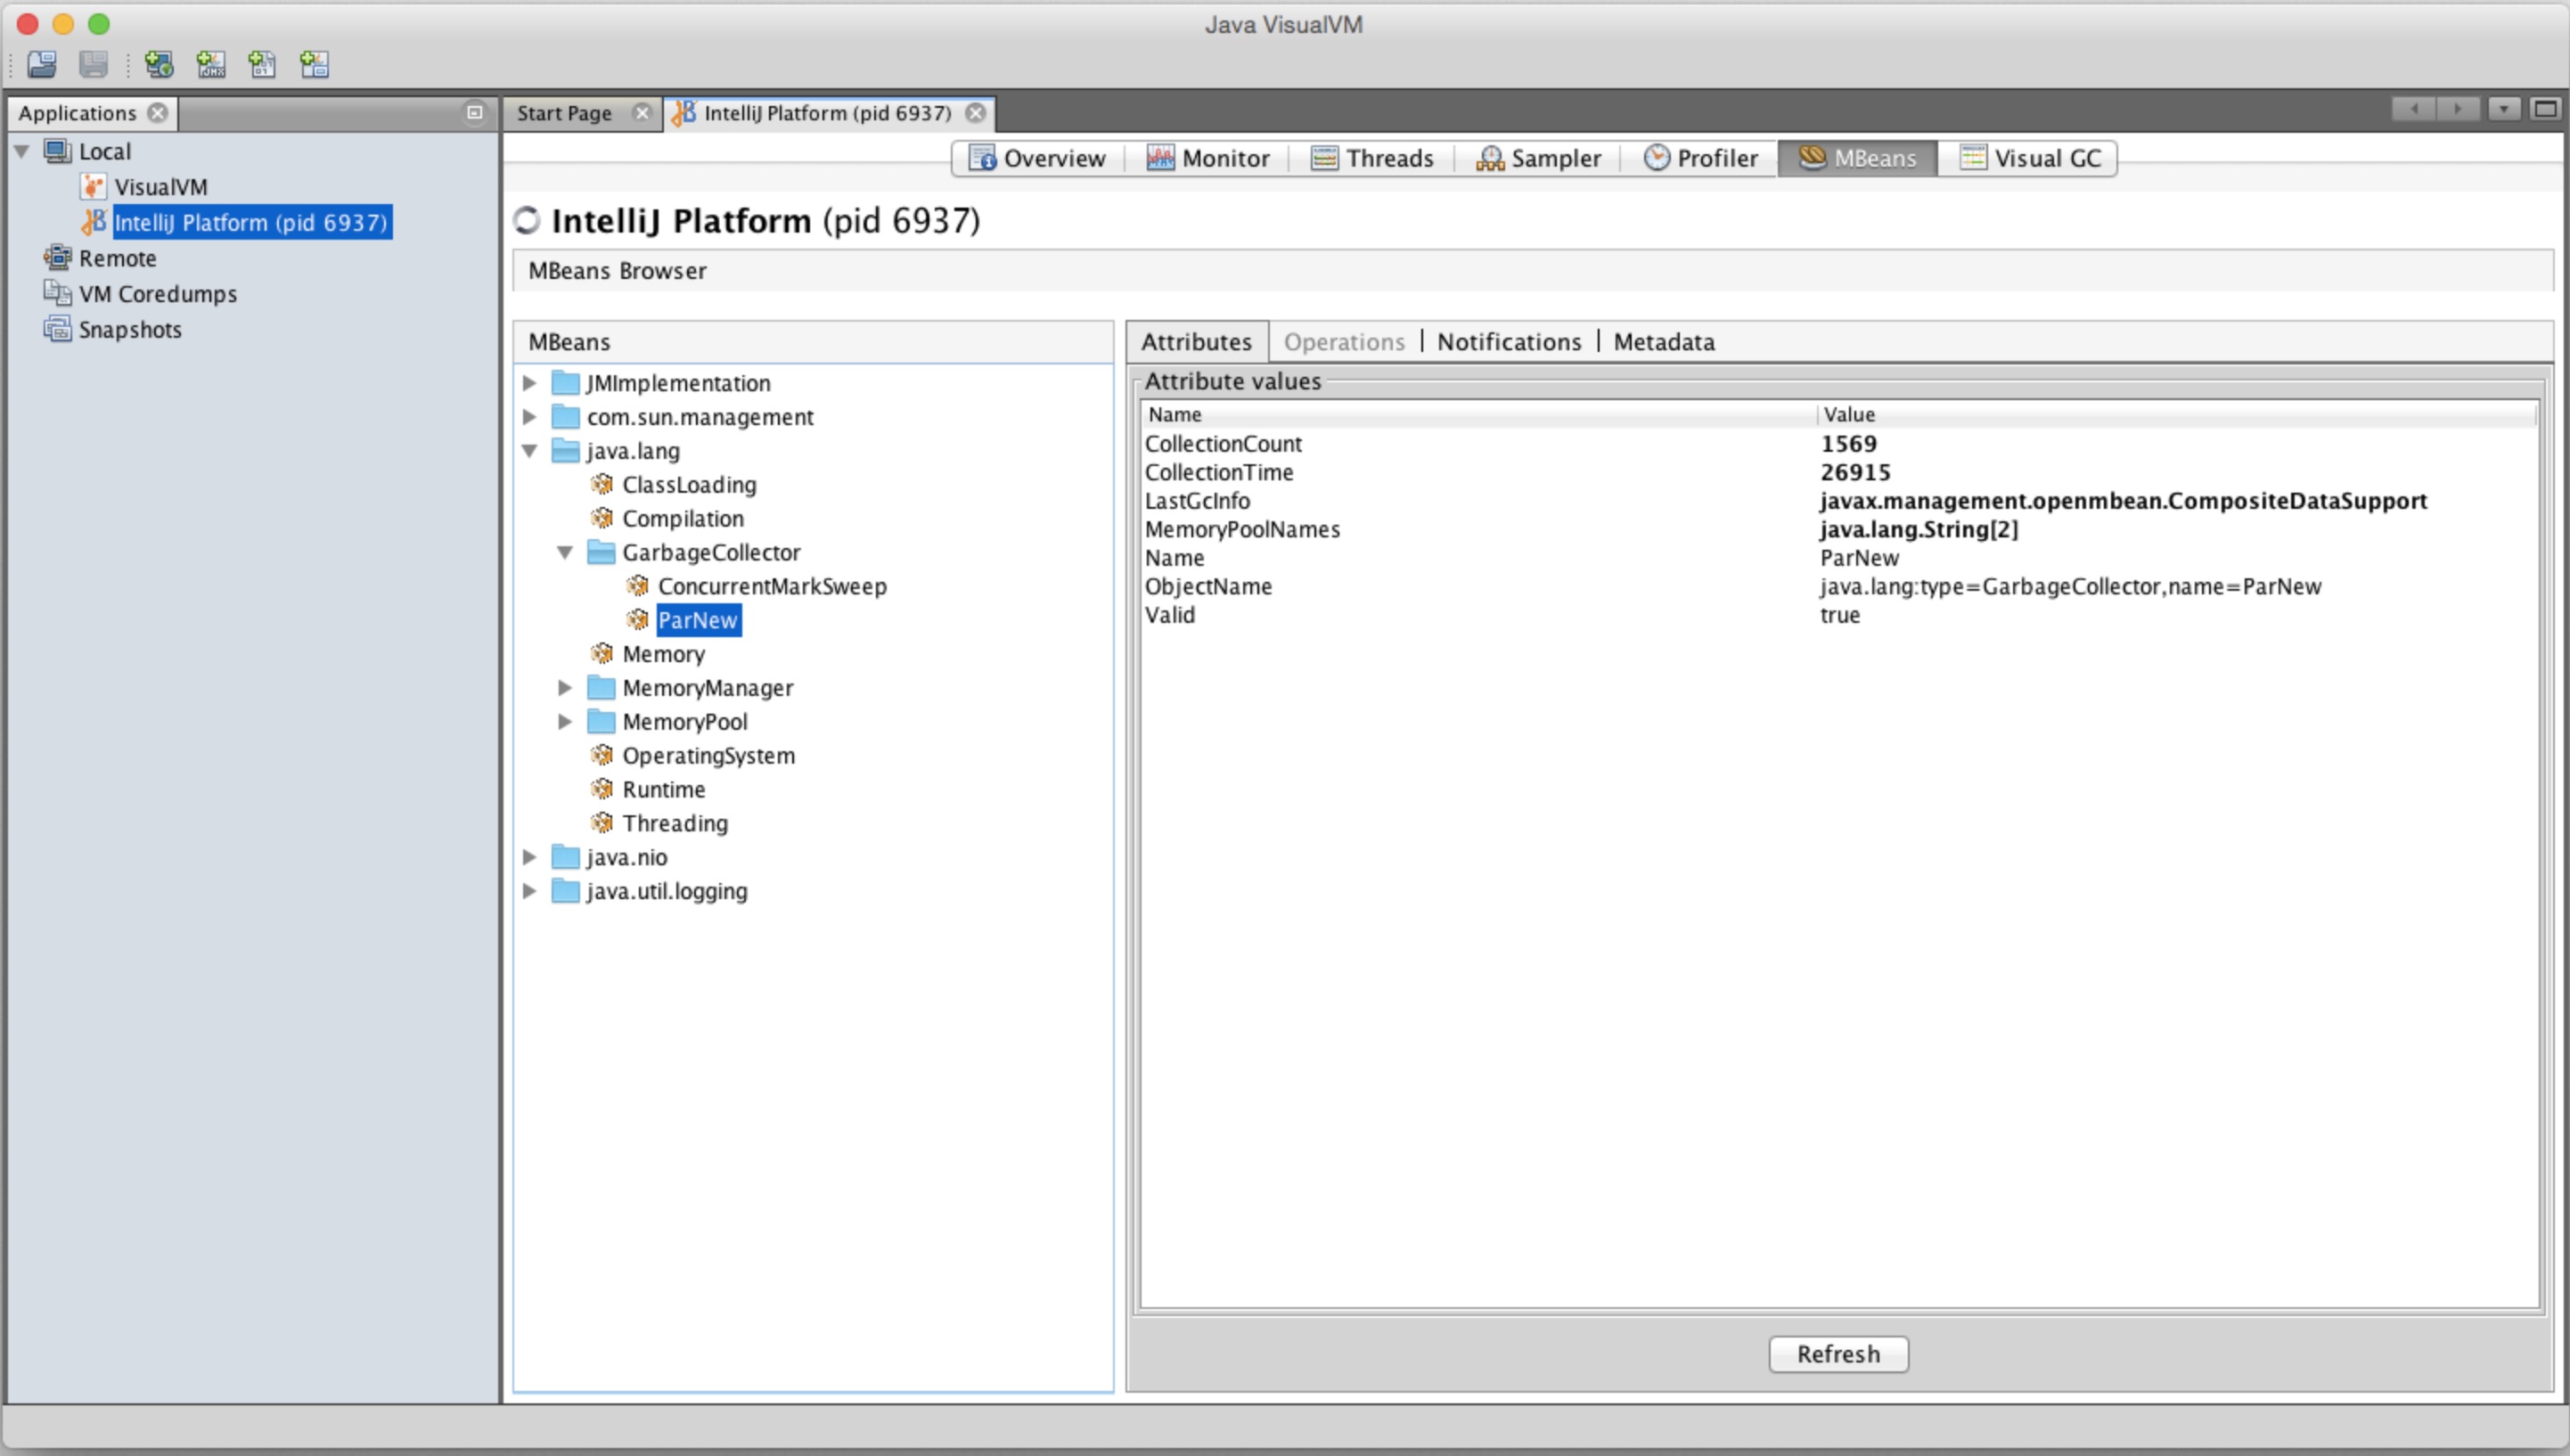 Java VisualVM
Applications
Start Page
IntelliJ Platform (pid 6937)
Local
VisualVM
IntelliJ Platform (pid 6937)
Remote
VM Coredumps
Snapshots
Overview
Monitor
Threads
Sampler
Profiler
MBeans
Visual GC
IntelliJ Platform (pid 6937)
MBeans Browser
MBeans
JMImplementation
com.sun.management
java.lang
ClassLoading
Compilation
GarbageCollector
ConcurrentMarkSweep
ParNew
Memory
MemoryManager
MemoryPool
OperatingSystem
Runtime
Threading
java.nio
java.util.logging
Attributes
Operations
Notifications
Metadata
Attribute values
Name Value
CollectionCount 1569
CollectionTime 26915
LastGcInfo javax.management.openmbean.CompositeDataSupport
MemoryPoolNames java.lang.String[2]
Name ParNew
ObjectName java.lang:type=GarbageCollector,name=ParNew
Valid true
Refresh